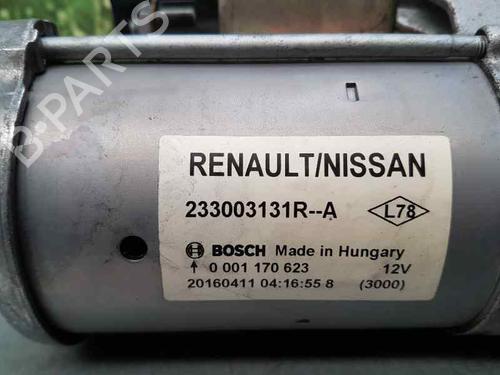 B-PARTS
RENAULT/NISSAN
233003131R--A L78
BOSCH Made in Hungary
0 001 170 623 12V
20160411 04:16:55 8 (3000)